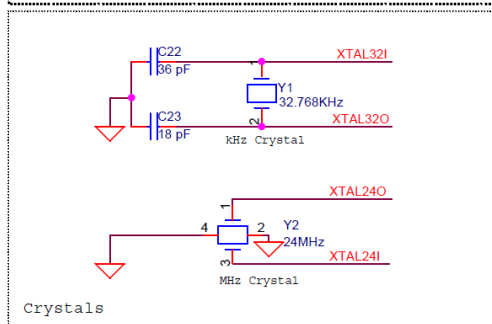 C22
36 pF
XTAL32I
1
Y1
32.768KHz
2
C23
18 pF
XTAL32O
kHz Crystal
XTAL24O
1
4
2
Y2
24MHz
3
XTAL24I
MHz Crystal
Crystals